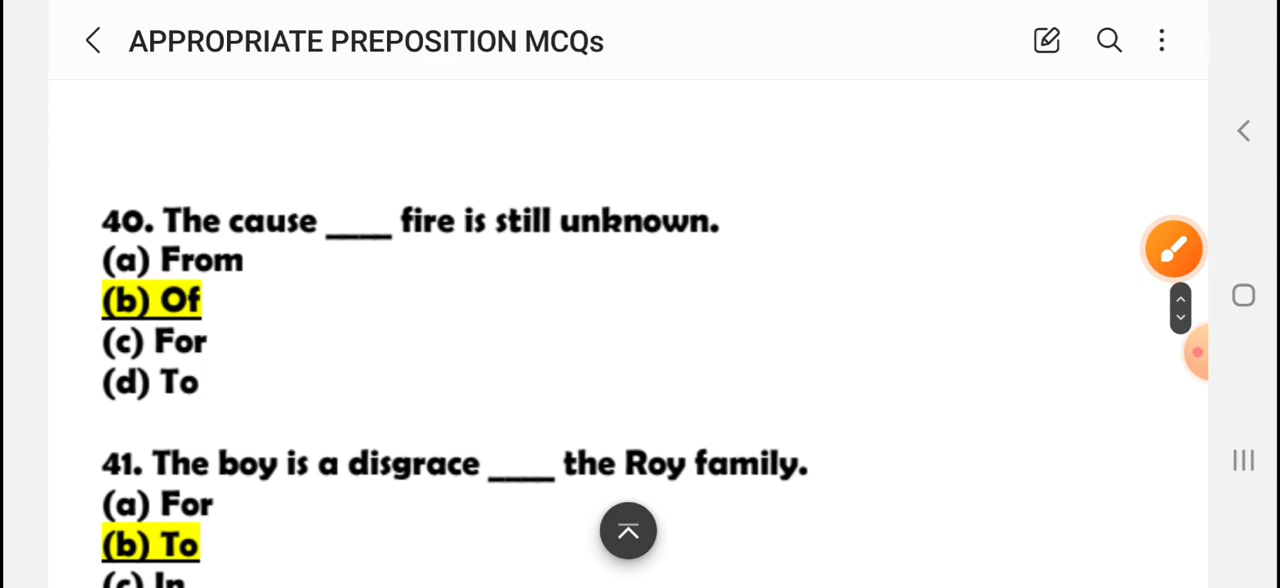 APPROPRIATE PREPOSITION MCQs
40. The cause ____ fire is still unknown.
(a) From
(b) Of
(c) For
(d) To
41. The boy is a disgrace ____ the Roy family.
(a) For
(b) To
(c) In